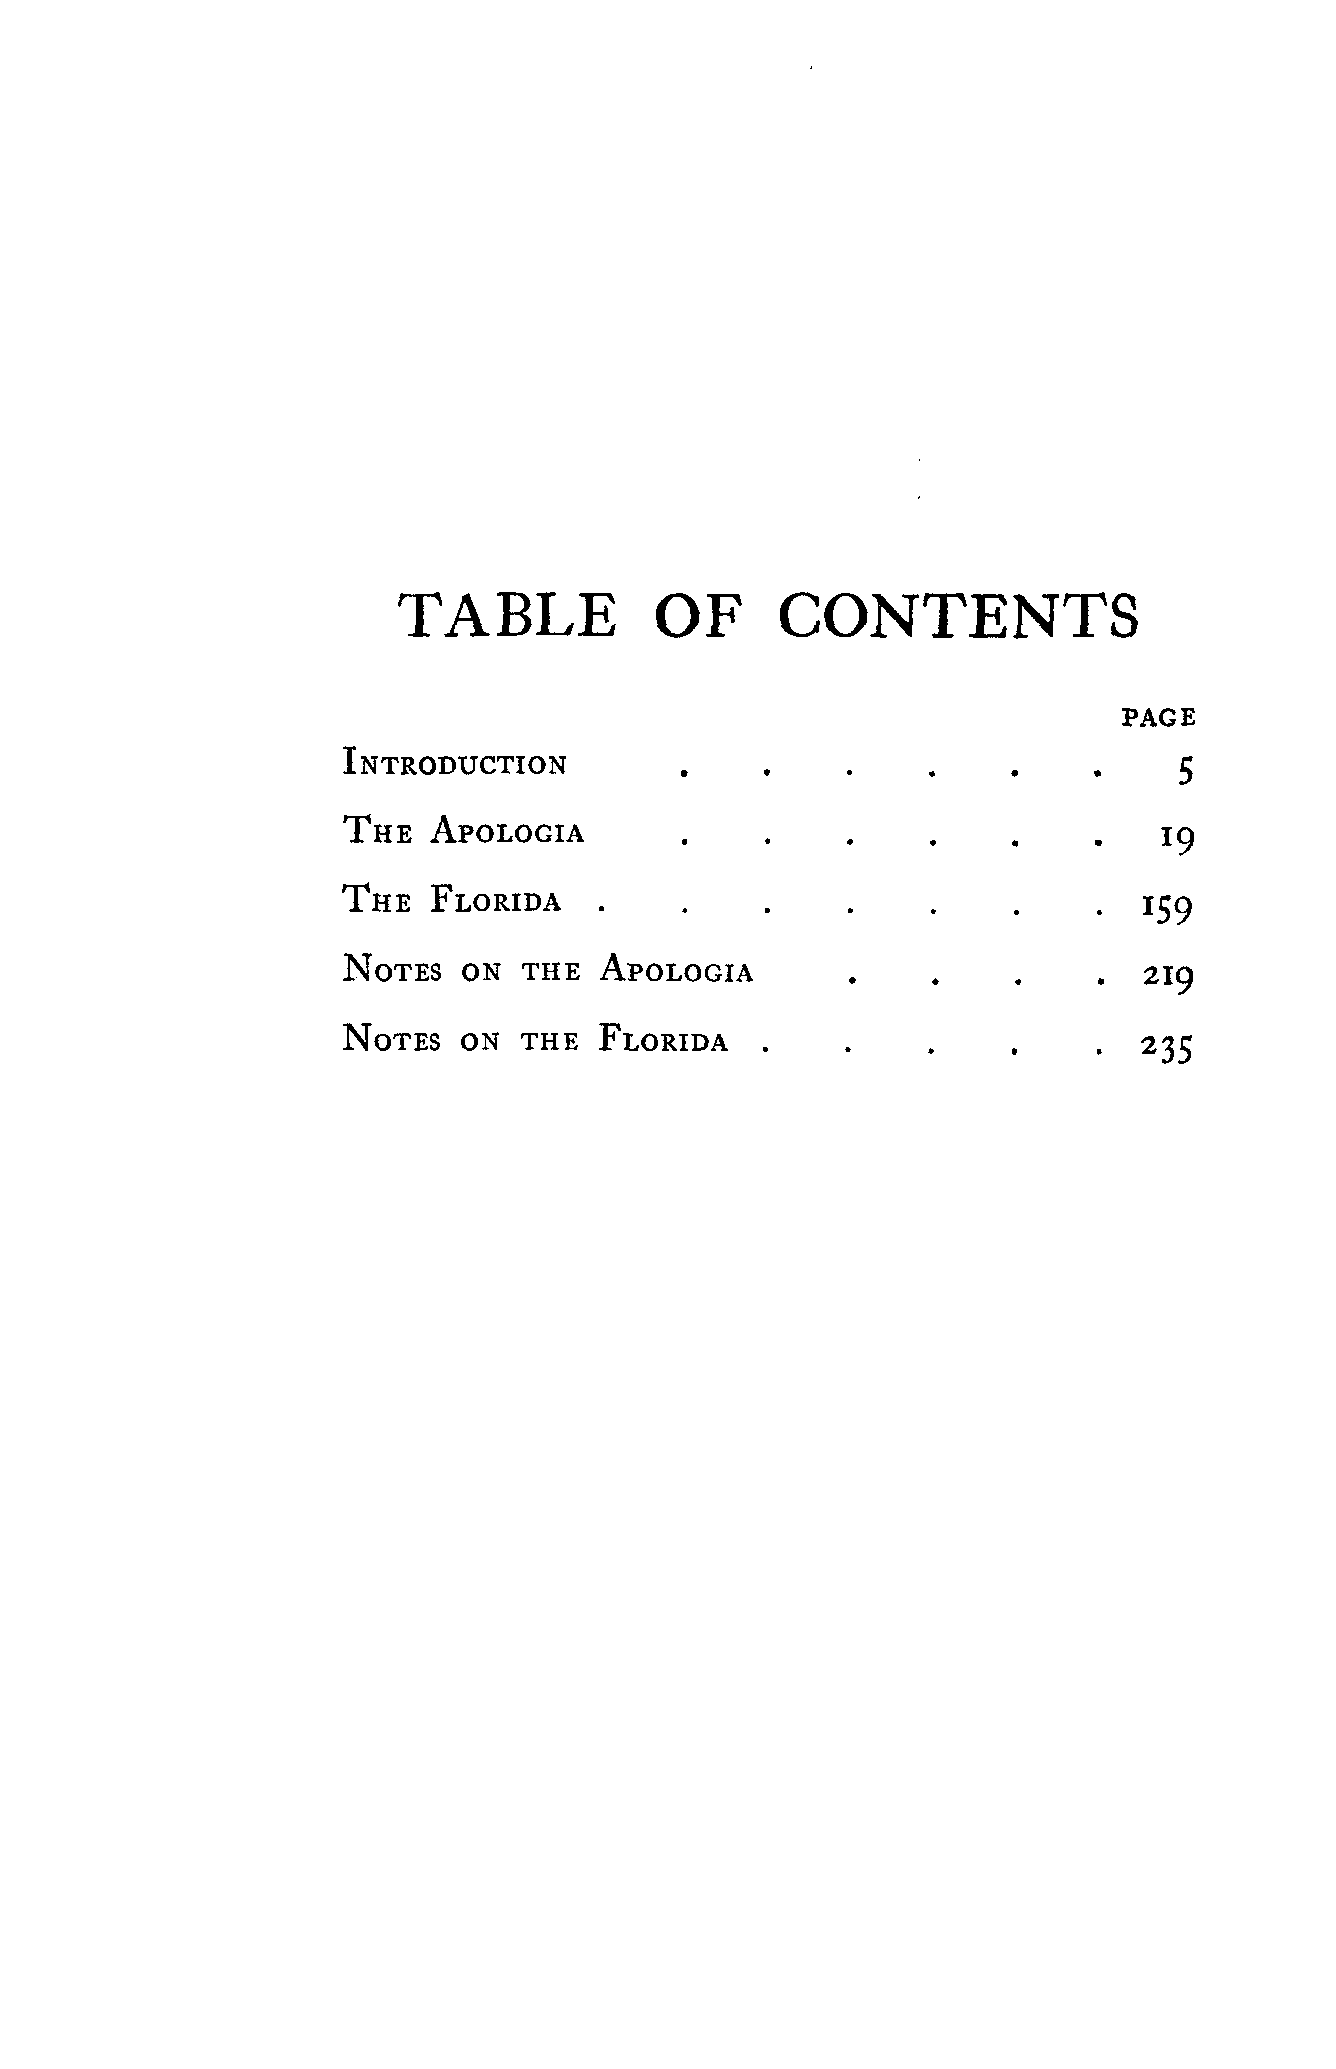 TABLE OF CONTENTS
PAGE
Introduction . . . . . . 5
The Apologia . . . . . . 19
The Florida . . . . . . . 159
Notes on the Apologia . . . . 219
Notes on the Florida . . . . . 235